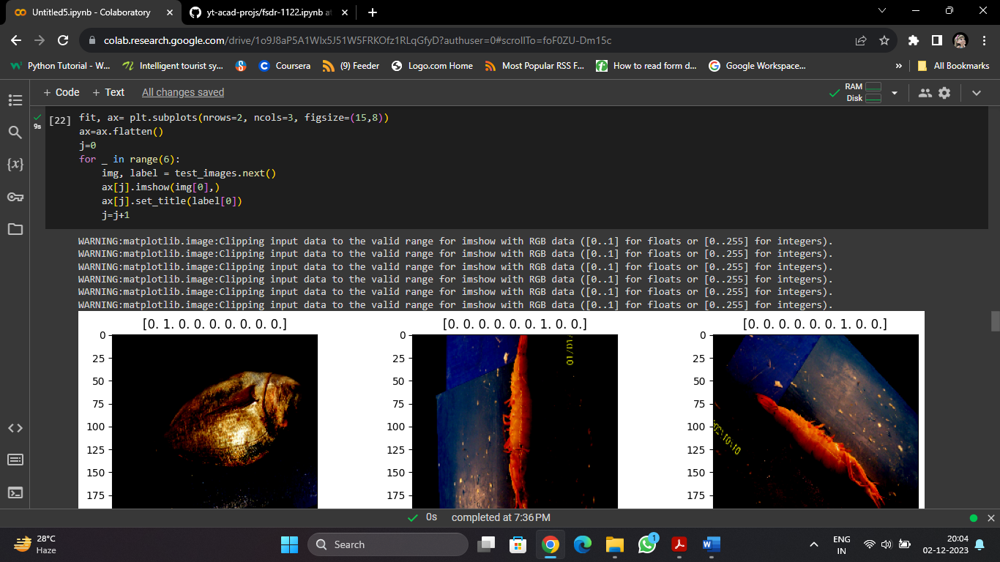 Untitled5.ipynb - Colaboratory
yt-acad-projs/fsdr-1122.ipynb at
colab.research.google.com/drive/1o9J8aP5A1Wlx5J51W5FRKOfz1RLqGfyD?authuser=0#scrollTo=foF0ZU-Dm15c
Python Tutorial - W... Intelligent tourist sy... Coursera (9) Feeder Logo.com Home Most Popular RSS F... How to read form d... Google Workspace... » All Bookmarks
+ Code + Text All changes saved
RAM
Disk
9s
[22] fit, ax= plt.subplots(nrows=2, ncols=3, figsize=(15,8))
ax=ax.flatten()
j=0
for _ in range(6):
img, label = test_images.next()
ax[j].imshow(img[0],)
ax[j].set_title(label[0])
j=j+1
WARNING:matplotlib.image:Clipping input data to the valid range for imshow with RGB data ([0..1] for floats or [0..255] for integers).
WARNING:matplotlib.image:Clipping input data to the valid range for imshow with RGB data ([0..1] for floats or [0..255] for integers).
WARNING:matplotlib.image:Clipping input data to the valid range for imshow with RGB data ([0..1] for floats or [0..255] for integers).
WARNING:matplotlib.image:Clipping input data to the valid range for imshow with RGB data ([0..1] for floats or [0..255] for integers).
WARNING:matplotlib.image:Clipping input data to the valid range for imshow with RGB data ([0..1] for floats or [0..255] for integers).
WARNING:matplotlib.image:Clipping input data to the valid range for imshow with RGB data ([0..1] for floats or [0..255] for integers).
[0. 1. 0. 0. 0. 0. 0. 0. 0.] [0. 0. 0. 0. 0. 0. 1. 0. 0.] [0. 0. 0. 0. 0. 0. 1. 0. 0.]
0 0 0
25 25 25
50 50 50
75 75 75
100 100 100
125 125 125
150 150 150
175 175 175
0s completed at 7:36 PM
28°C
Haze
Search
1
ENG
IN
20:04
02-12-2023